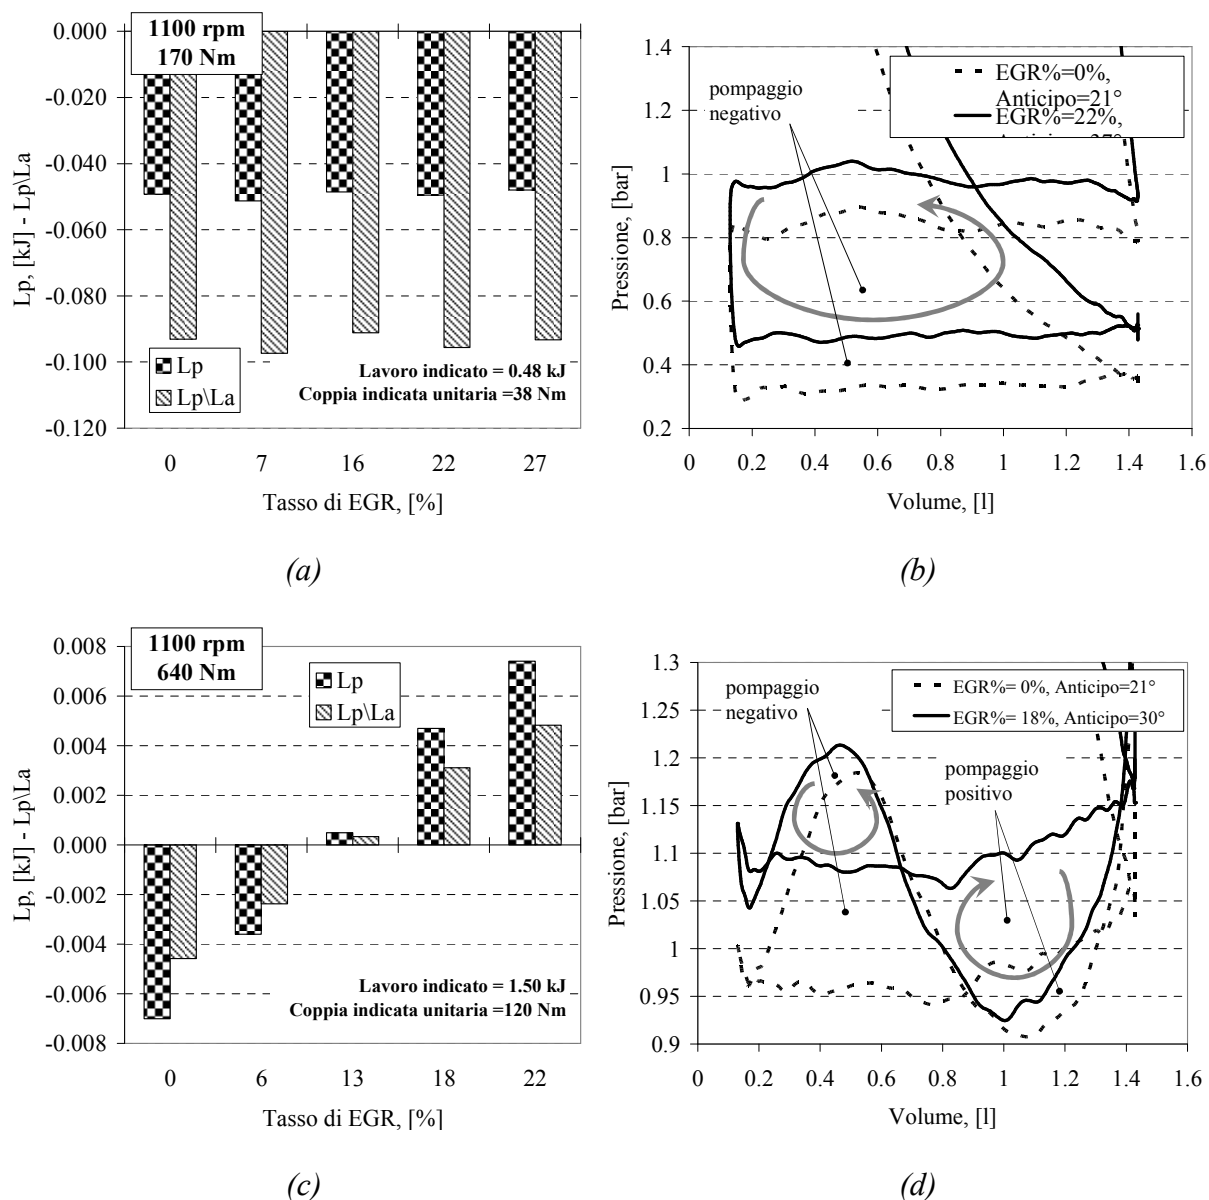 1100 rpm
170 Nm
0.000
-0.020
-0.040
-0.060
-0.080
-0.100
-0.120
Lp, [kJ] - Lp\La
Lp
Lp\La
Lavoro indicato = 0.48 kJ
Coppia indicata unitaria =38 Nm
0 7 16 22 27
Tasso di EGR, [%]
(a)
1.4
1.2
1
0.8
0.6
0.4
0.2
Pressione, [bar]
pompaggio
negativo
EGR%=0%,
Anticipo=21°
EGR%=22%,
0 0.2 0.4 0.6 0.8 1 1.2 1.4 1.6
Volume, [l]
(b)
1100 rpm
640 Nm
0.008
0.006
0.004
0.002
0.000
-0.002
-0.004
-0.006
-0.008
Lp, [kJ] - Lp\La
Lp
Lp\La
Lavoro indicato = 1.50 kJ
Coppia indicata unitaria =120 Nm
0 6 13 18 22
Tasso di EGR, [%]
(c)
1.3
1.25
1.2
1.15
1.1
1.05
1
0.95
0.9
Pressione, [bar]
pompaggio
negativo
EGR%= 0%, Anticipo=21°
EGR%= 18%, Anticipo=30°
pompaggio
positivo
0 0.2 0.4 0.6 0.8 1 1.2 1.4 1.6
Volume, [l]
(d)